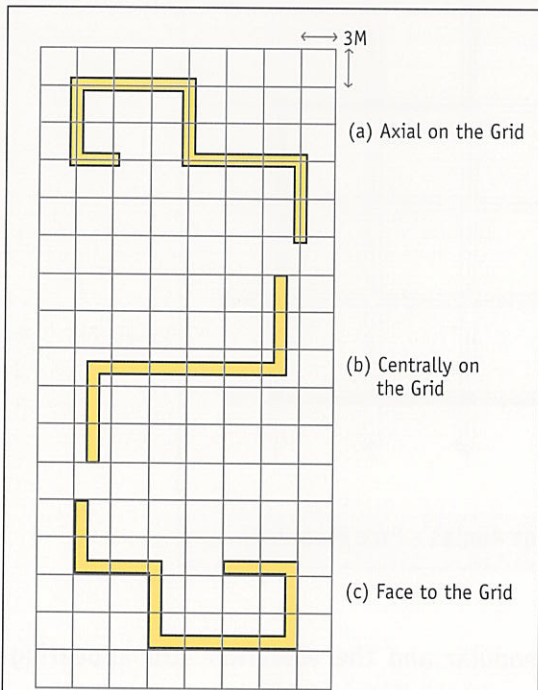 3M
(a) Axial on the Grid
(b) Centrally on
the Grid
(c) Face to the Grid